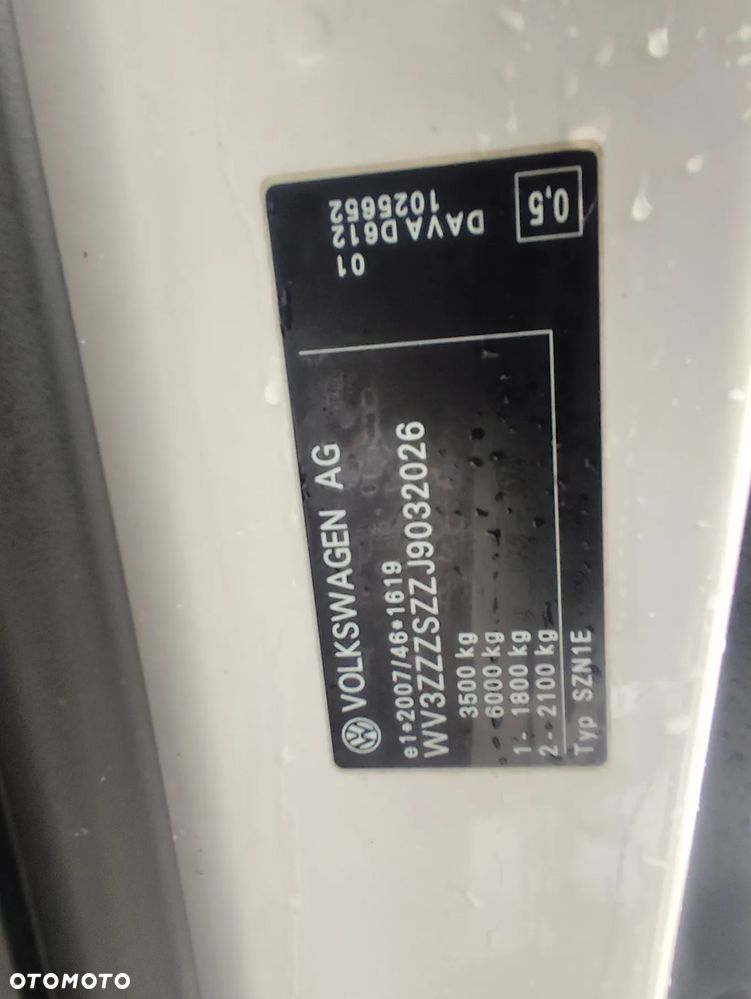 VOLKSWAGEN AG
e1*2007/46*1619
WV3ZZZSZZJ9032026
3500 kg
6000 kg
1- 1800 kg
2- 2100 kg
Typ SZN1E
01
DAVA D612
1025652
0,5
OTOMOTO